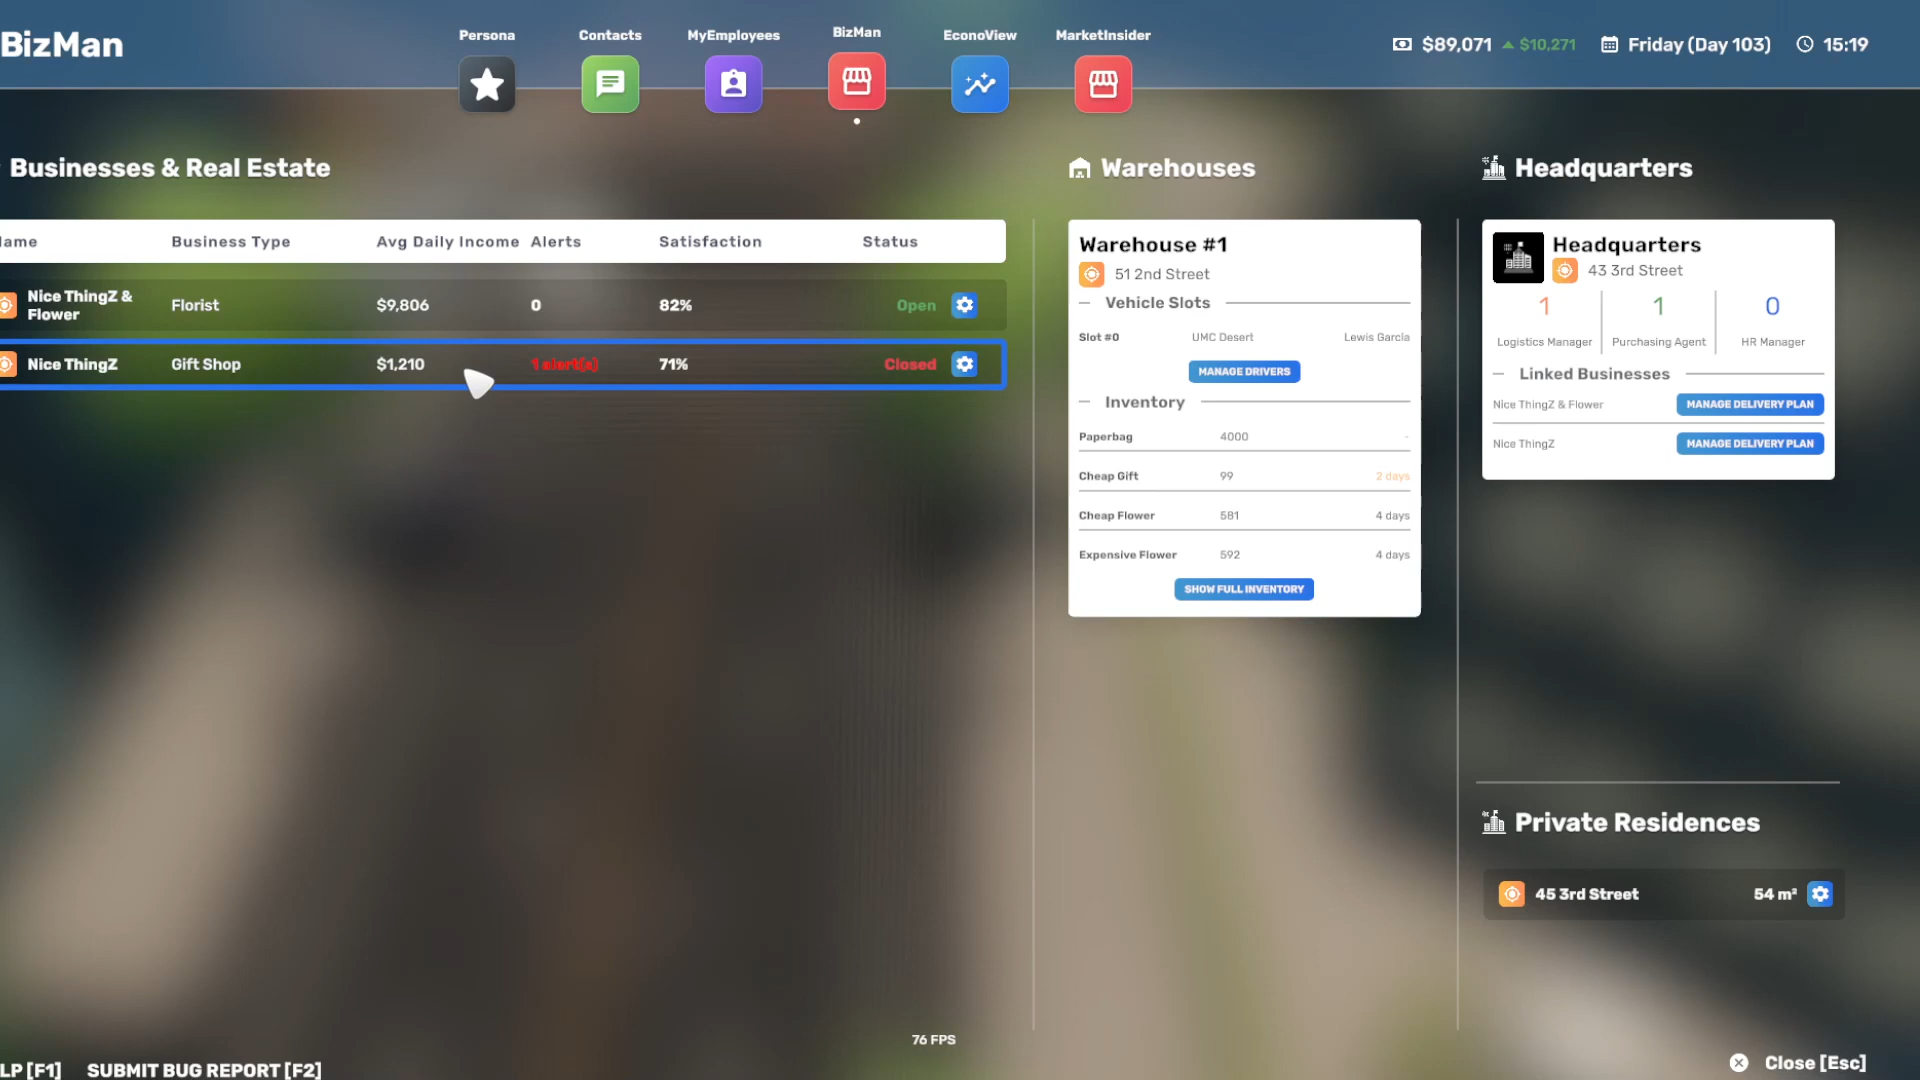 BizMan
Persona
Contacts
MyEmployees
BizMan
EconoView
MarketInsider
$89,071 $10,271
Friday (Day 103)
15:19
Businesses & Real Estate
Business Type Avg Daily Income Alerts Satisfaction Status
Nice ThingZ & Flower Florist $9,806 0 82% Open
Nice ThingZ Gift Shop $1,210 1 alert(s) 71% Closed
Warehouses
Warehouse #1
51 2nd Street
Vehicle Slots
Slot #0 UMC Desert Lewis Garcia
MANAGE DRIVERS
Inventory
Paperbag 4000 -
Cheap Gift 99 2 days
Cheap Flower 581 4 days
Expensive Flower 592 4 days
SHOW FULL INVENTORY
Headquarters
Headquarters
43 3rd Street
1 1 0
Logistics Manager Purchasing Agent HR Manager
Linked Businesses
Nice ThingZ & Flower MANAGE DELIVERY PLAN
Nice ThingZ MANAGE DELIVERY PLAN
Private Residences
45 3rd Street 54 m²
76 FPS
LP [F1] SUBMIT BUG REPORT [F2]
Close [Esc]